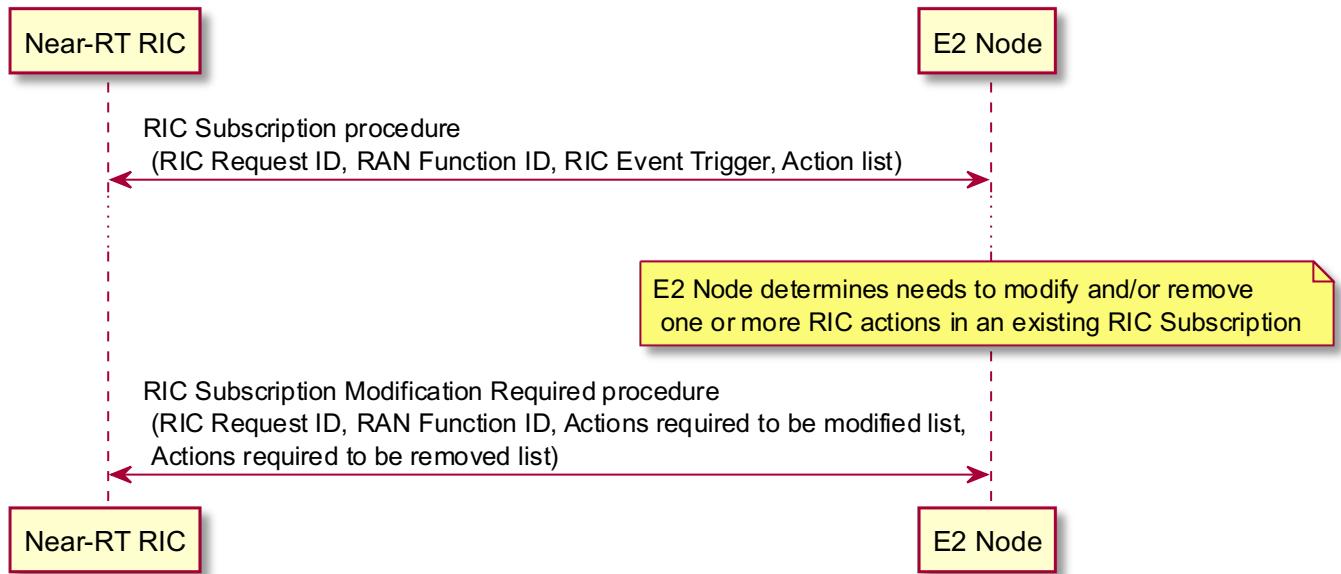 Near-RT RIC
E2 Node
RIC Subscription procedure
(RIC Request ID, RAN Function ID, RIC Event Trigger, Action list)
E2 Node determines needs to modify and/or remove
one or more RIC actions in an existing RIC Subscription
RIC Subscription Modification Required procedure
(RIC Request ID, RAN Function ID, Actions required to be modified list,
Actions required to be removed list)
Near-RT RIC
E2 Node